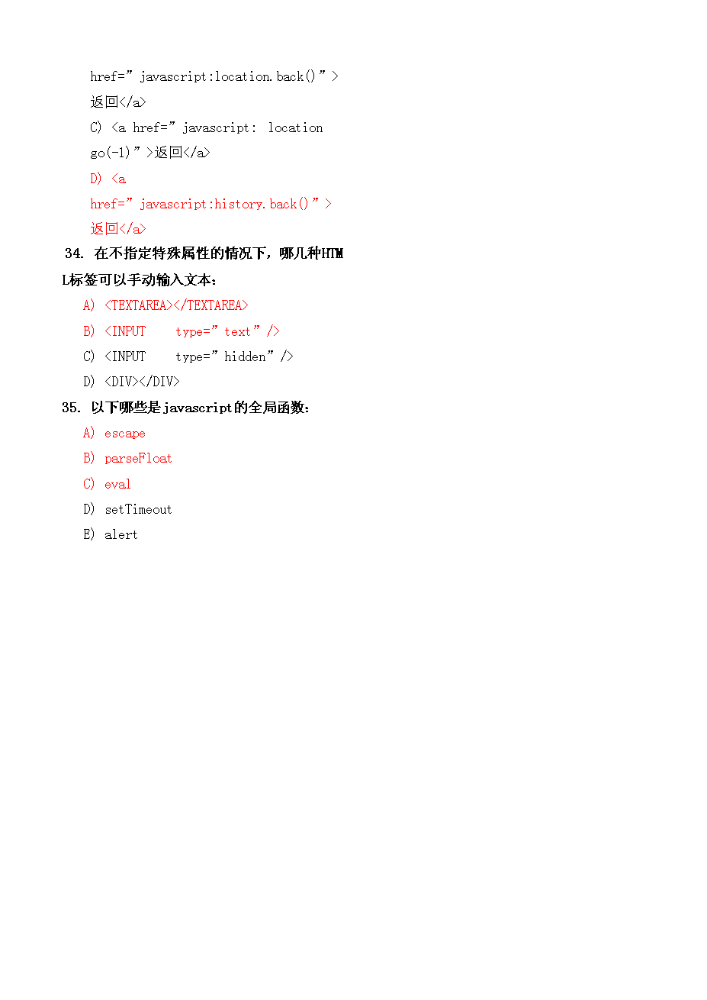 href=”javascript:location.back()”>
返回</a>
C) <a href=”javascript: location
go(-1)”>返回</a>
D) <a
href=”javascript:history.back()”>
返回</a>
34. 在不指定特殊属性的情况下，哪几种HTM
L标签可以手动输入文本：
A) <TEXTAREA></TEXTAREA>
B) <INPUT type=”text”/>
C) <INPUT type=”hidden”/>
D) <DIV></DIV>
35. 以下哪些是javascript的全局函数：
A) escape
B) parseFloat
C) eval
D) setTimeout
E) alert